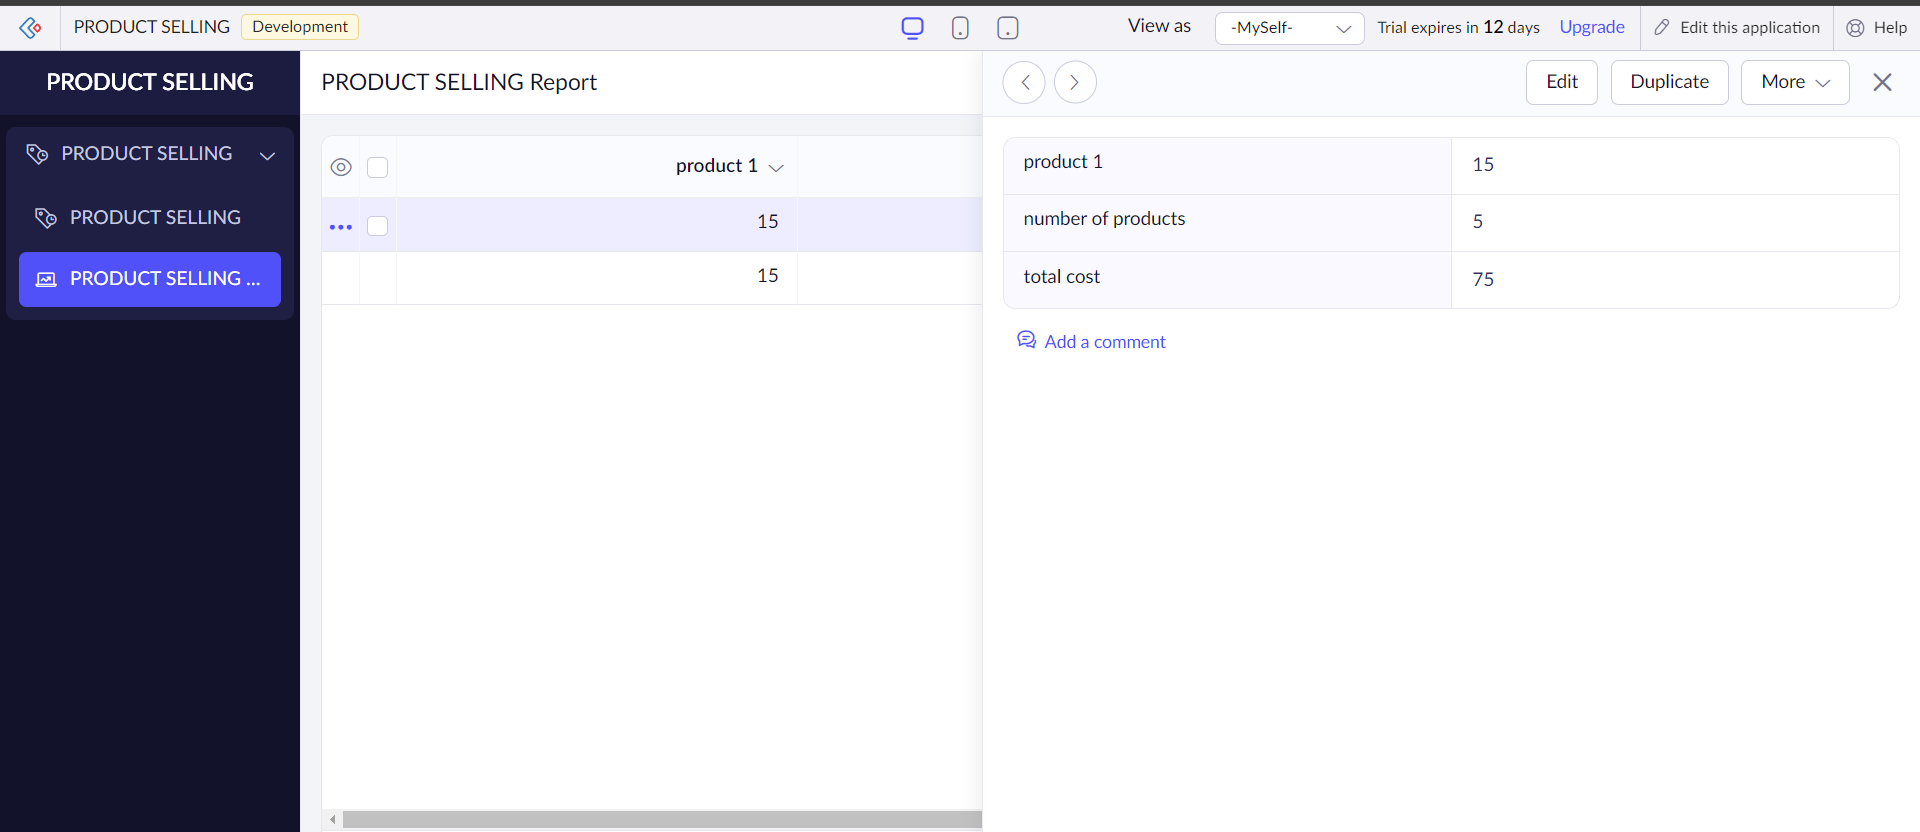 PRODUCT SELLING Development View as -MySelf- Trial expires in 12 days Upgrade Edit this application Help
PRODUCT SELLING
PRODUCT SELLING
PRODUCT SELLING
PRODUCT SELLING ...
PRODUCT SELLING Report
product 1
15
15
Edit Duplicate More
product 1 15
number of products 5
total cost 75
Add a comment